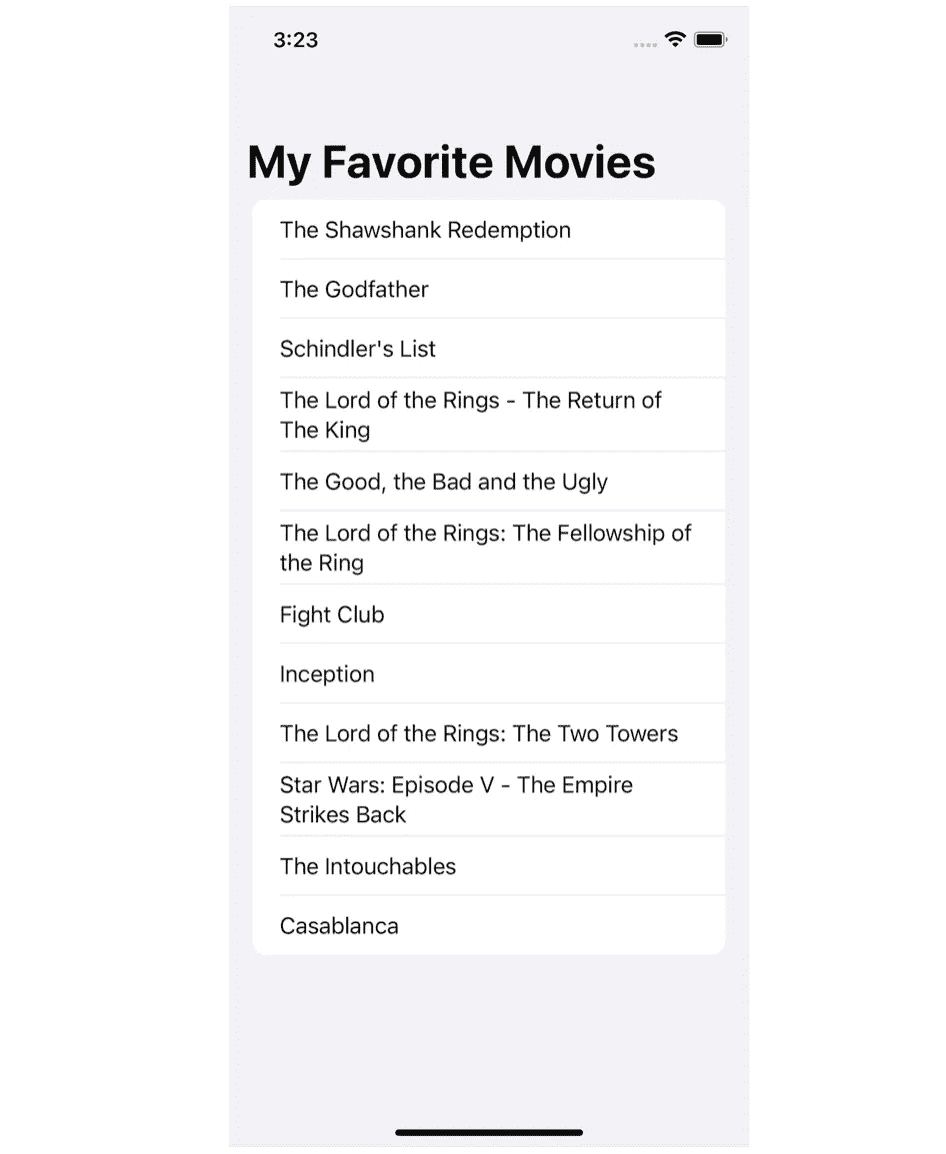 3:23
My Favorite Movies
The Shawshank Redemption
The Godfather
Schindler's List
The Lord of the Rings - The Return of
The King
The Good, the Bad and the Ugly
The Lord of the Rings: The Fellowship of
the Ring
Fight Club
Inception
The Lord of the Rings: The Two Towers
Star Wars: Episode V - The Empire
Strikes Back
The Intouchables
Casablanca